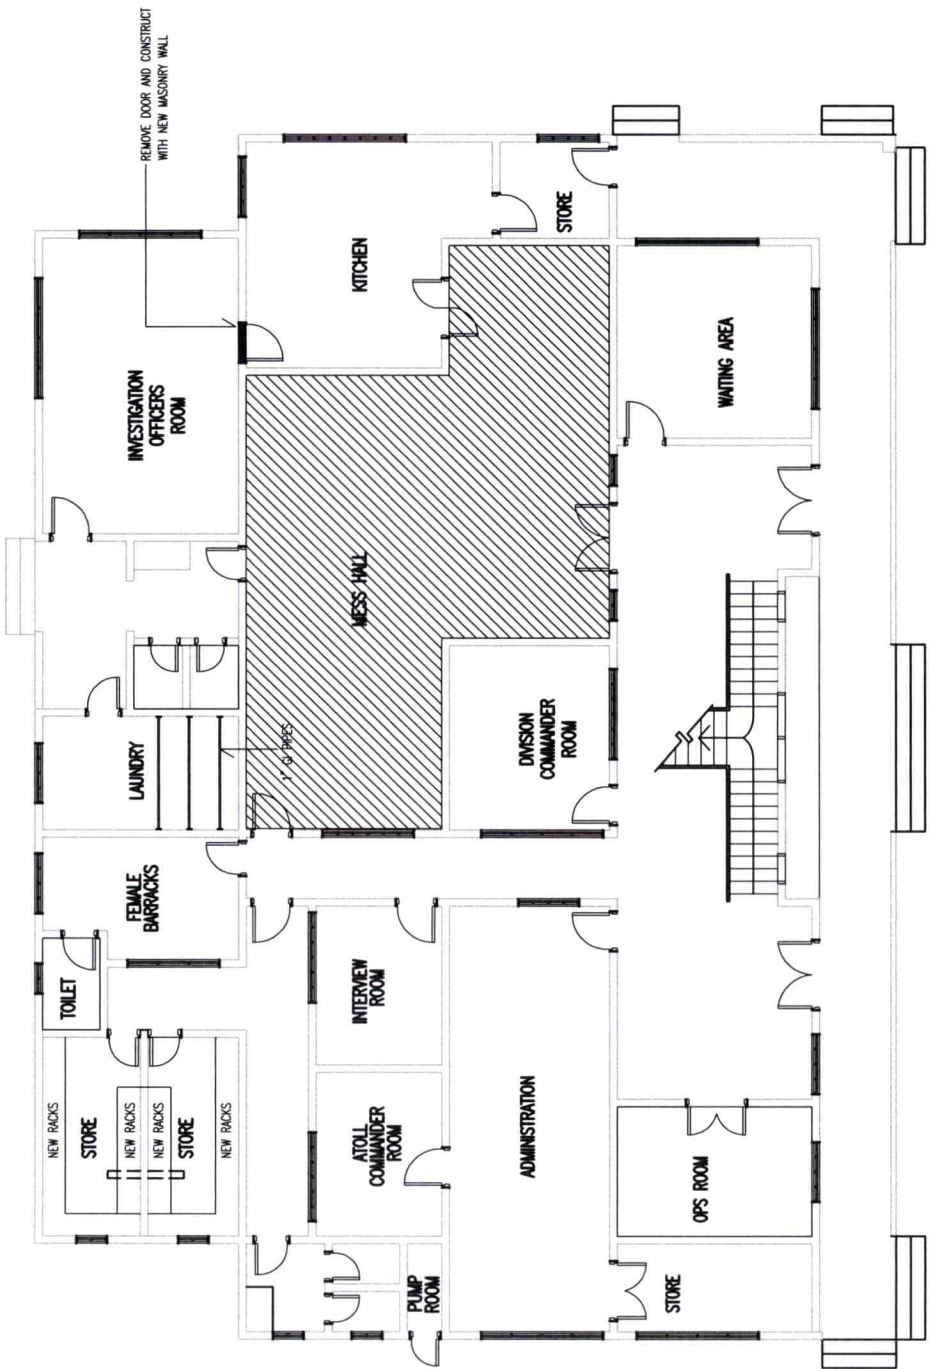 NEW RACKS
STORE
NEW RACKS
NEW RACKS
STORE
NEW RACKS
TOILET
FEMALE
BARRACKS
LAUNDRY
1" GI PIPES
INVESTIGATION
OFFICERS
ROOM
REMOVE DOOR AND CONSTRUCT
WITH NEW MASONRY WALL
ATOLL
COMMANDER
ROOM
INTERVIEW
ROOM
MESS HALL
KITCHEN
PUMP
ROOM
ADMINISTRATION
DIVISION
COMMANDER
ROOM
STORE
STORE
OPS ROOM
WAITING AREA